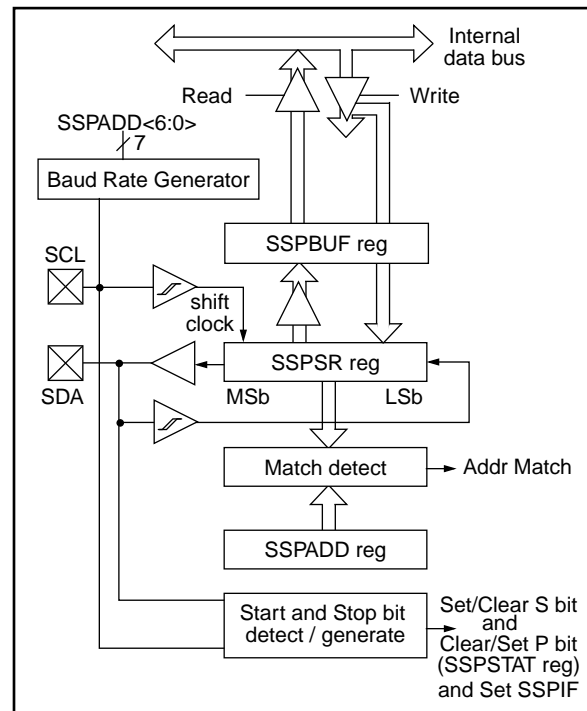 Internal
data bus
Read
Write
SSPADD<6:0>
7
Baud Rate Generator
SSPBUF reg
SCL
shift
clock
SSPSR reg
SDA
MSb
LSb
Match detect
Addr Match
SSPADD reg
Start and Stop bit
detect / generate
Set/Clear S bit
and
Clear/Set P bit
(SSPSTAT reg)
and Set SSPIF